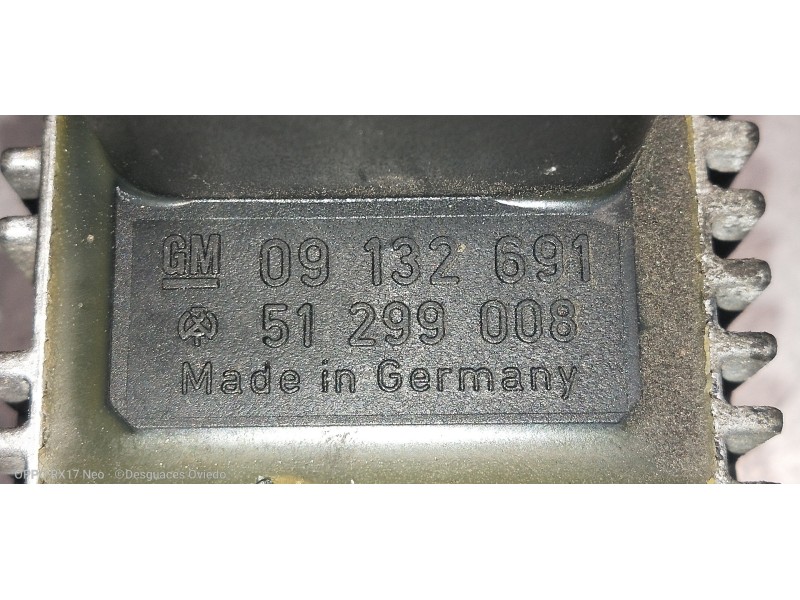 GM 09 132 691
51 299 008
Made in Germany
OPPO RX17 Neo · ©Desguaces Oviedo